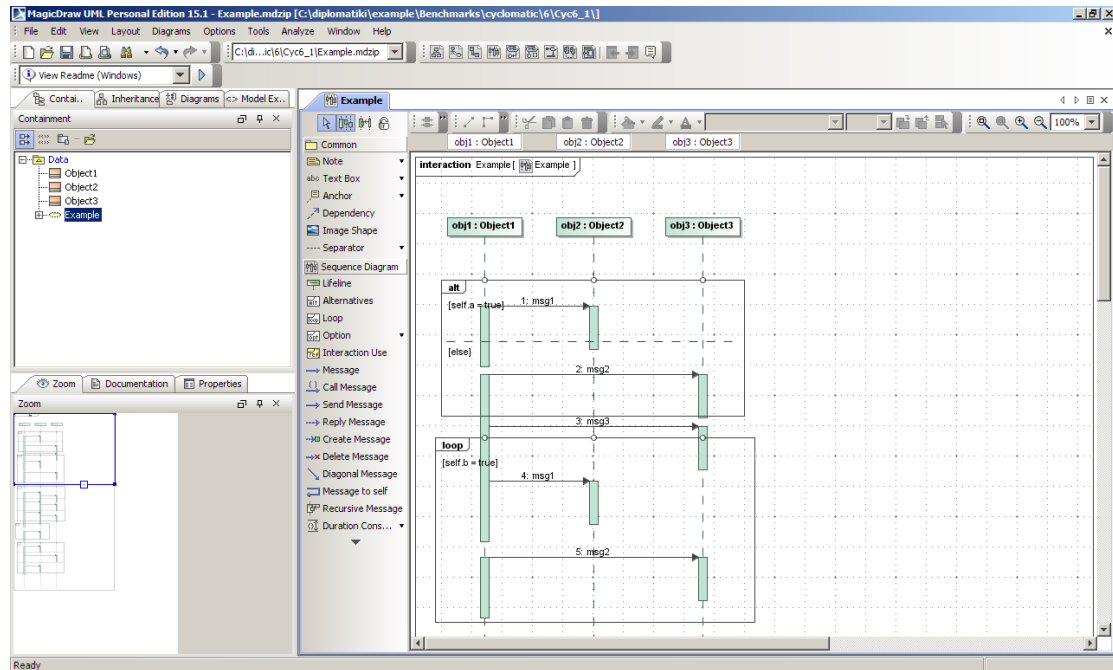 MagicDraw UML Personal Edition 15.1 - Example.mdzip [C:\diplomatiki\example\Benchmarks\cyclomatic\6\Cyc6_1\]
File Edit View Layout Diagrams Options Tools Analyze Window Help
C:\di...ic\6\Cyc6_1\Example.mdzip
View Readme (Windows)
Contai.. Inheritance Diagrams <> Model Ex..
Containment
Data
Object1
Object2
Object3
Example
Zoom Documentation Properties
Zoom
Example
100%
Common
Note
abc Text Box
Anchor
Dependency
Image Shape
Separator
Sequence Diagram
Lifeline
Alternatives
Loop
Option
Interaction Use
Message
Call Message
Send Message
Reply Message
Create Message
Delete Message
Diagonal Message
Message to self
Recursive Message
Duration Cons...
obj1 : Object1 obj2 : Object2 obj3 : Object3
interaction Example [ Example ]
obj1 : Object1 obj2 : Object2 obj3 : Object3
alt
[self.a = true] 1: msg1
[else]
2: msg2
3: msg3
loop
[self.b = true]
4: msg1
5: msg2
Ready